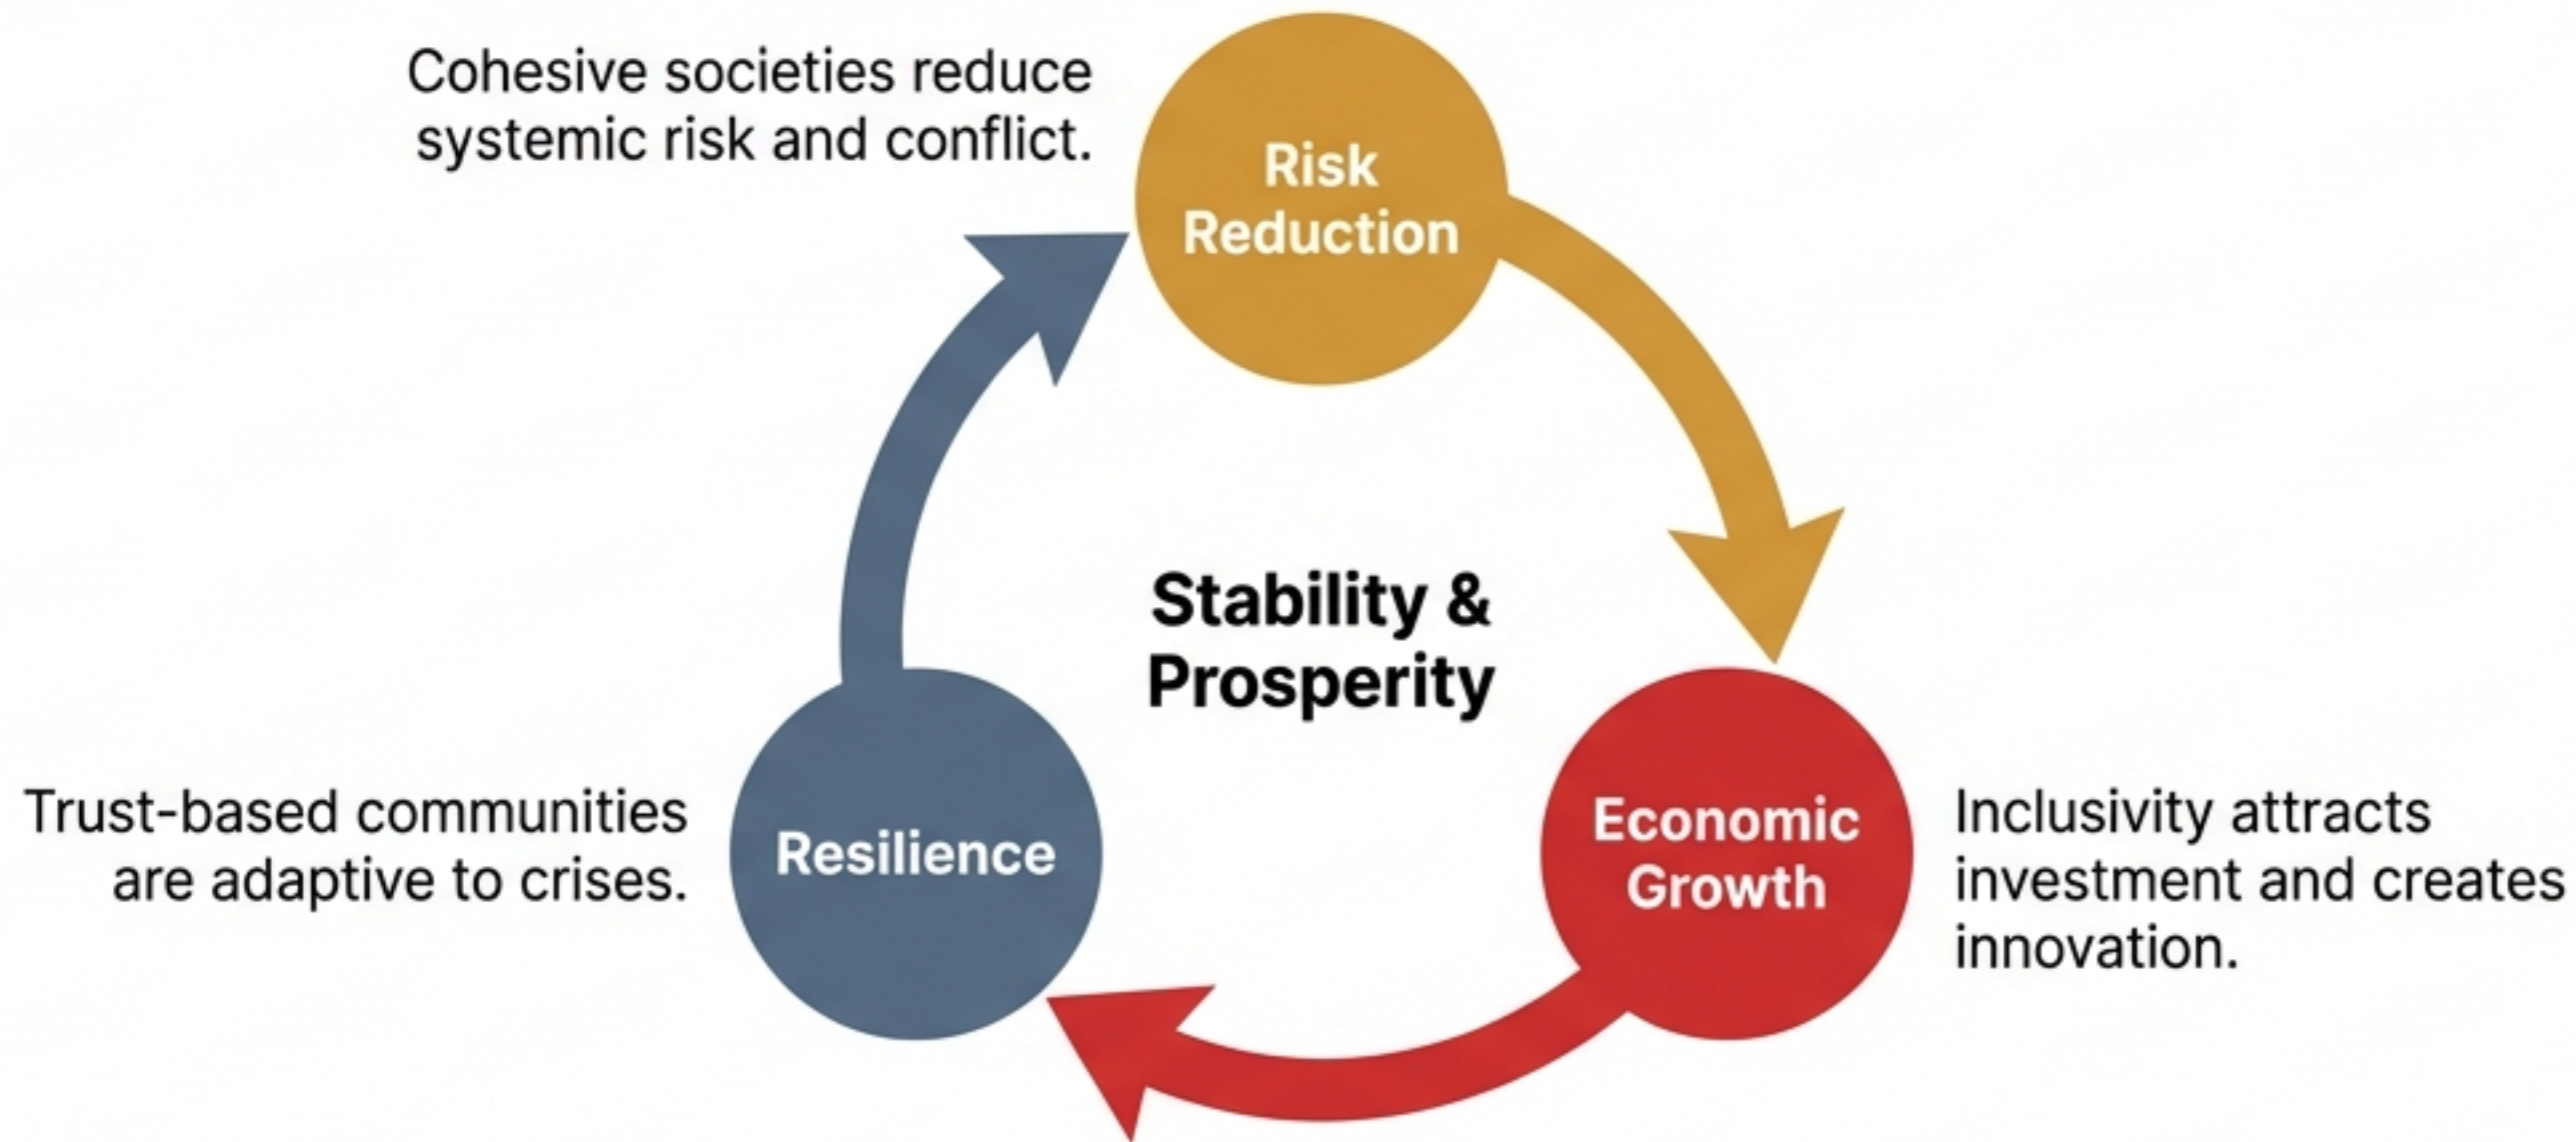 Cohesive societies reduce
systemic risk and conflict.
Risk
Reduction
Stability &
Prosperity
Trust-based communities
are adaptive to crises.
Resilience
Economic
Growth
Inclusivity attracts
investment and creates
innovation.